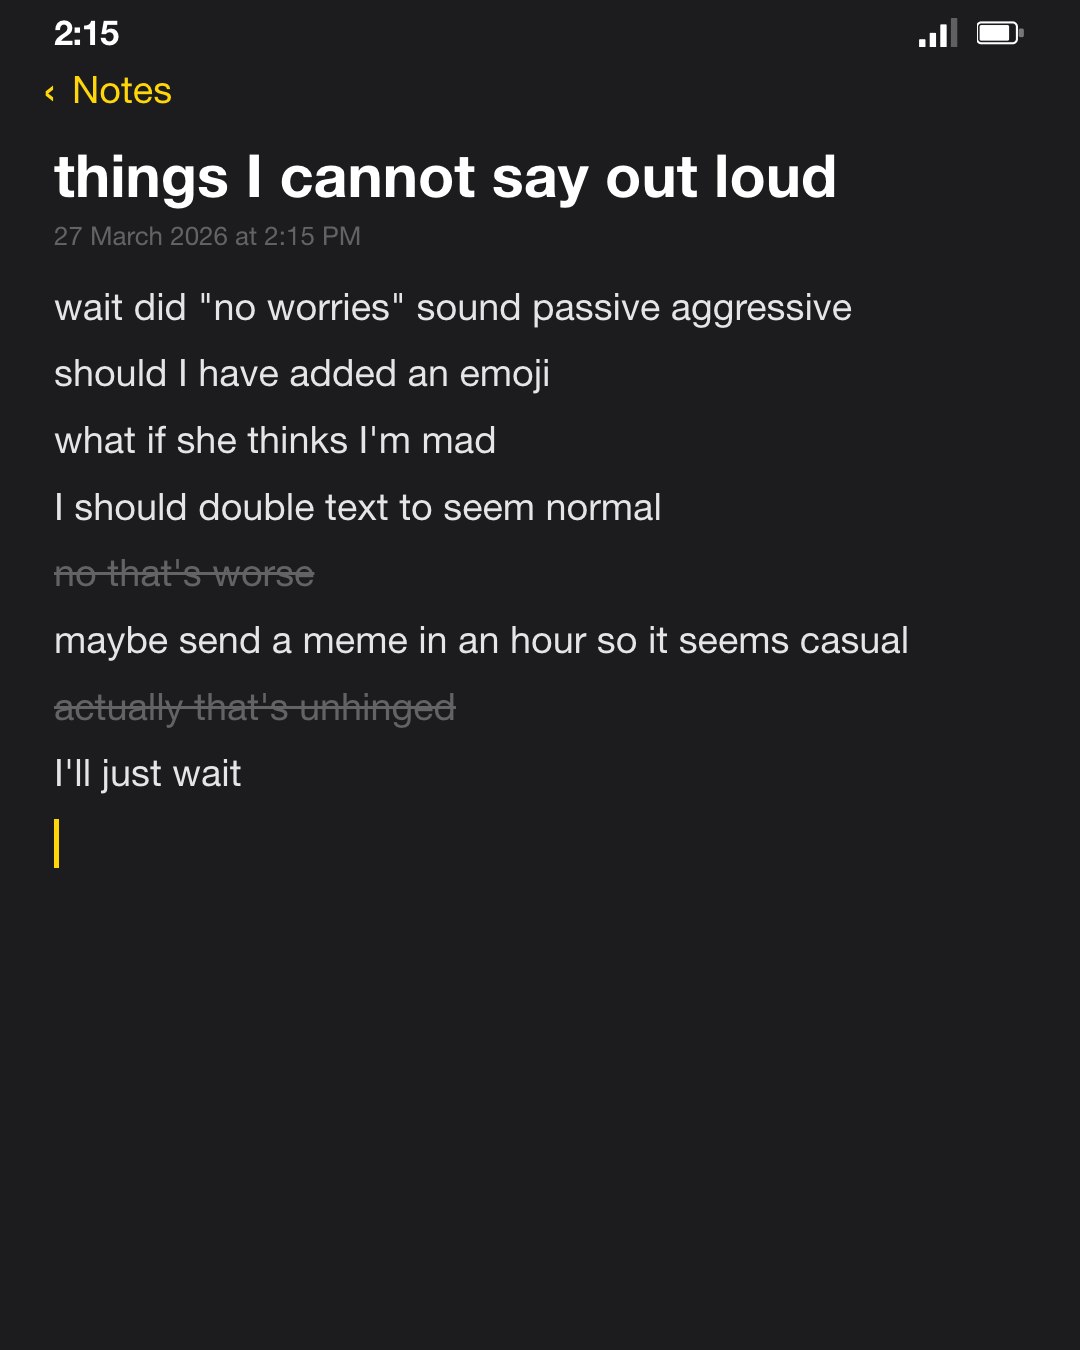 2:15
‹ Notes
things I cannot say out loud
27 March 2026 at 2:15 PM
wait did "no worries" sound passive aggressive
should I have added an emoji
what if she thinks I'm mad
I should double text to seem normal
no that's worse
maybe send a meme in an hour so it seems casual
actually that's unhinged
I'll just wait